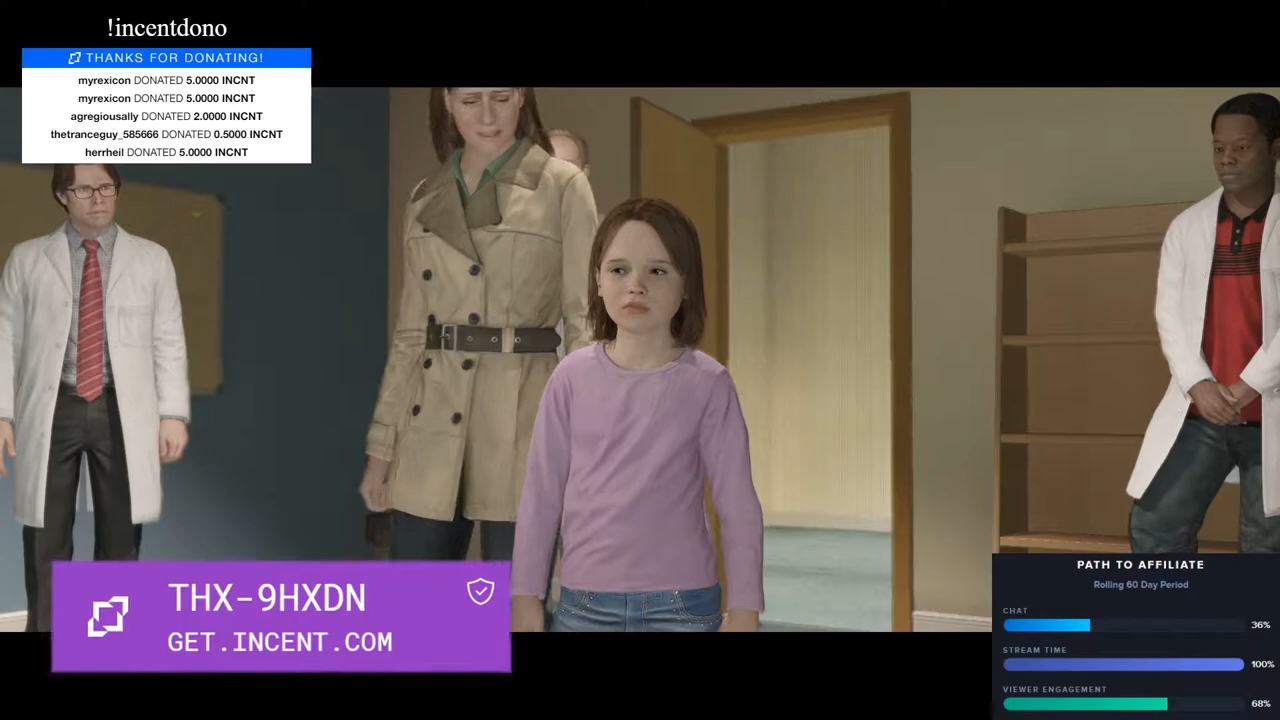 !incentdono
THANKS FOR DONATING!
myrexicon DONATED 5.0000 INCNT
myrexicon DONATED 5.0000 INCNT
agregiousally DONATED 2.0000 INCNT
thetranceguy_585666 DONATED 0.5000 INCNT
herrheil DONATED 5.0000 INCNT
THX-9HXDN
GET.INCENT.COM
PATH TO AFFILIATE
Rolling 60 Day Period
CHAT
36%
STREAM TIME
100%
VIEWER ENGAGEMENT
68%